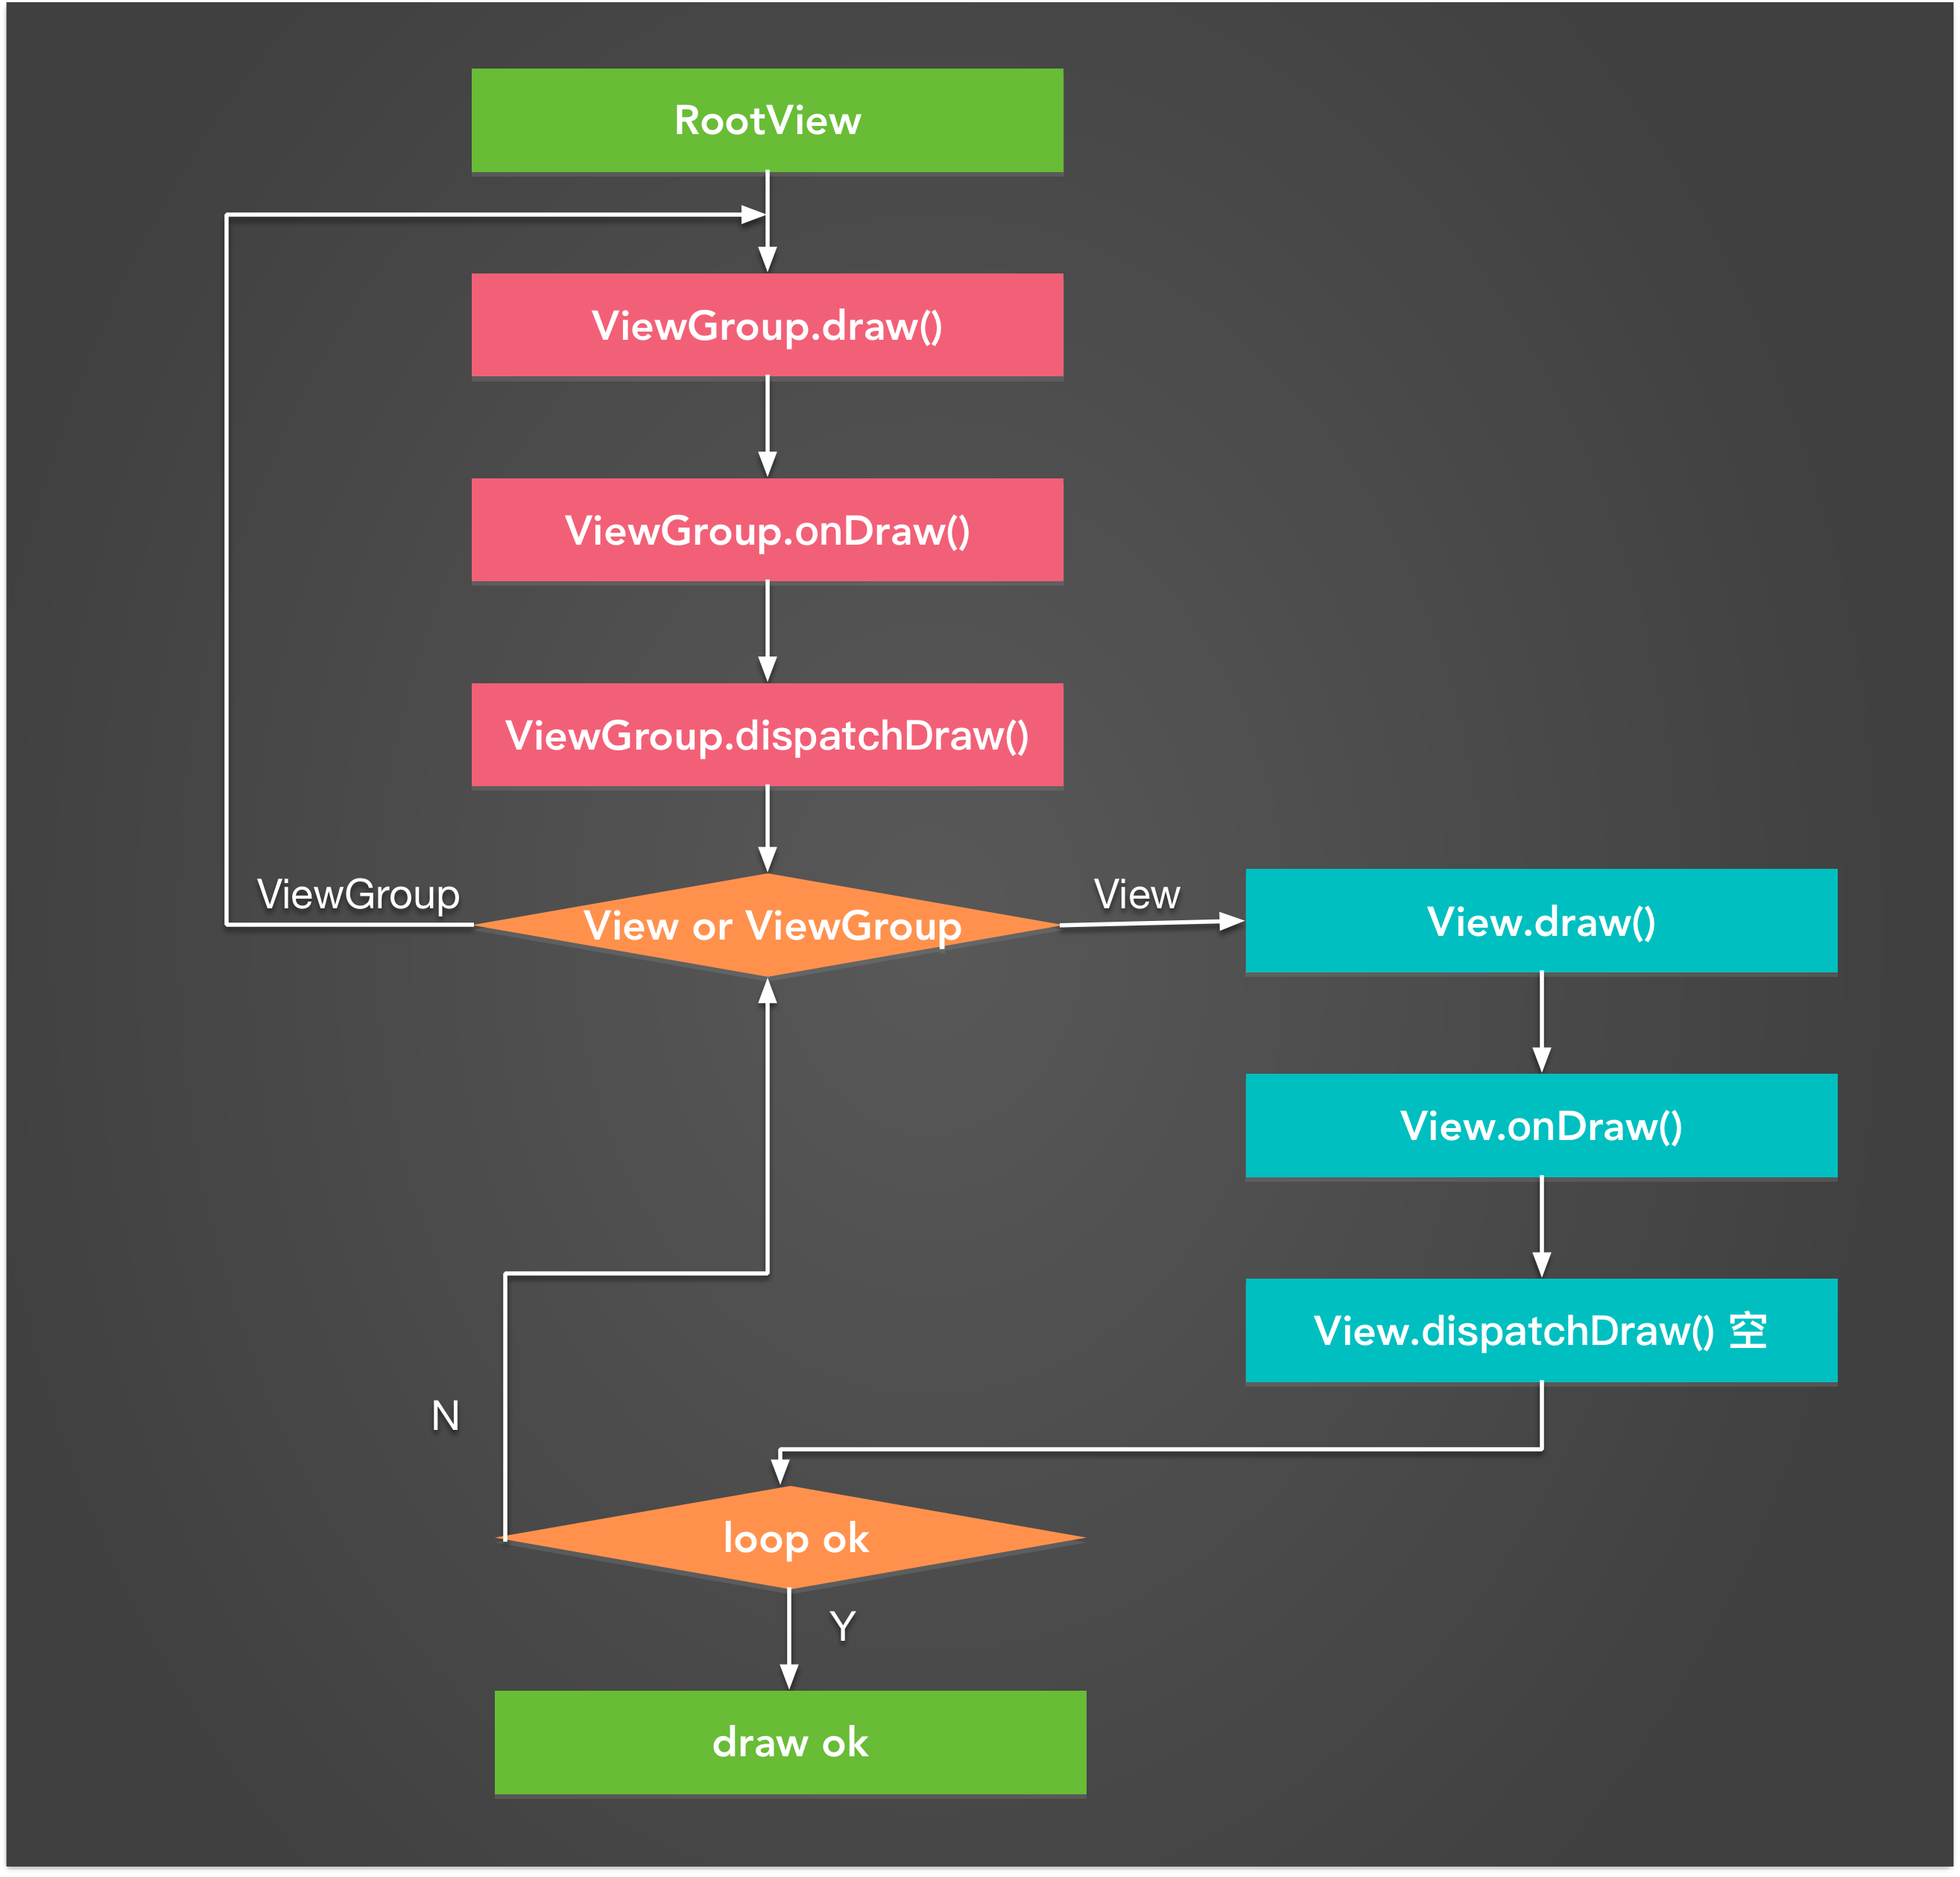 RootView
ViewGroup.draw()
ViewGroup.onDraw()
ViewGroup.dispatchDraw()
ViewGroup
View or ViewGroup
View
View.draw()
View.onDraw()
View.dispatchDraw() 空
N
loop ok
Y
draw ok